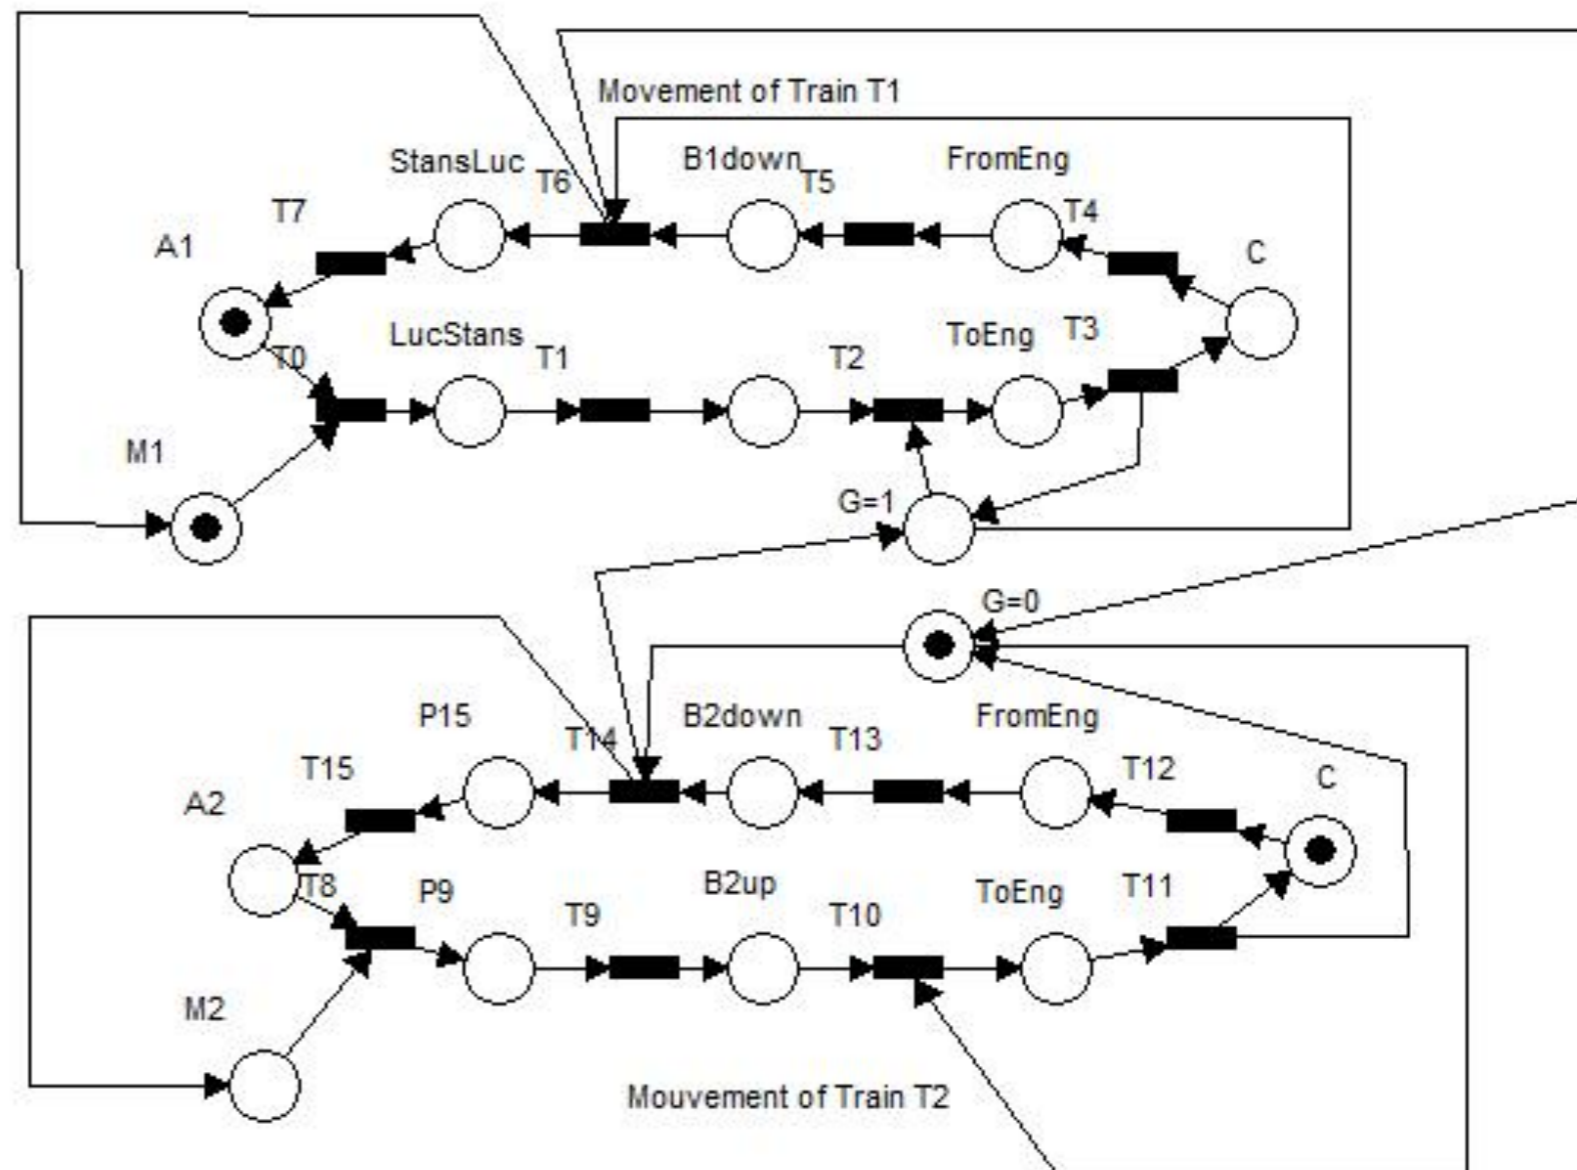 Movement of Train T1
StansLuc
T6
B1down
T5
FromEng
T7
T4
A1
C
T0
LucStans
T1
T2
ToEng
T3
M1
G=1
G=0
P15
T14
B2down
T13
FromEng
T15
T12
C
A2
T8
P9
T9
B2up
T10
ToEng
T11
M2
Mouvement of Train T2